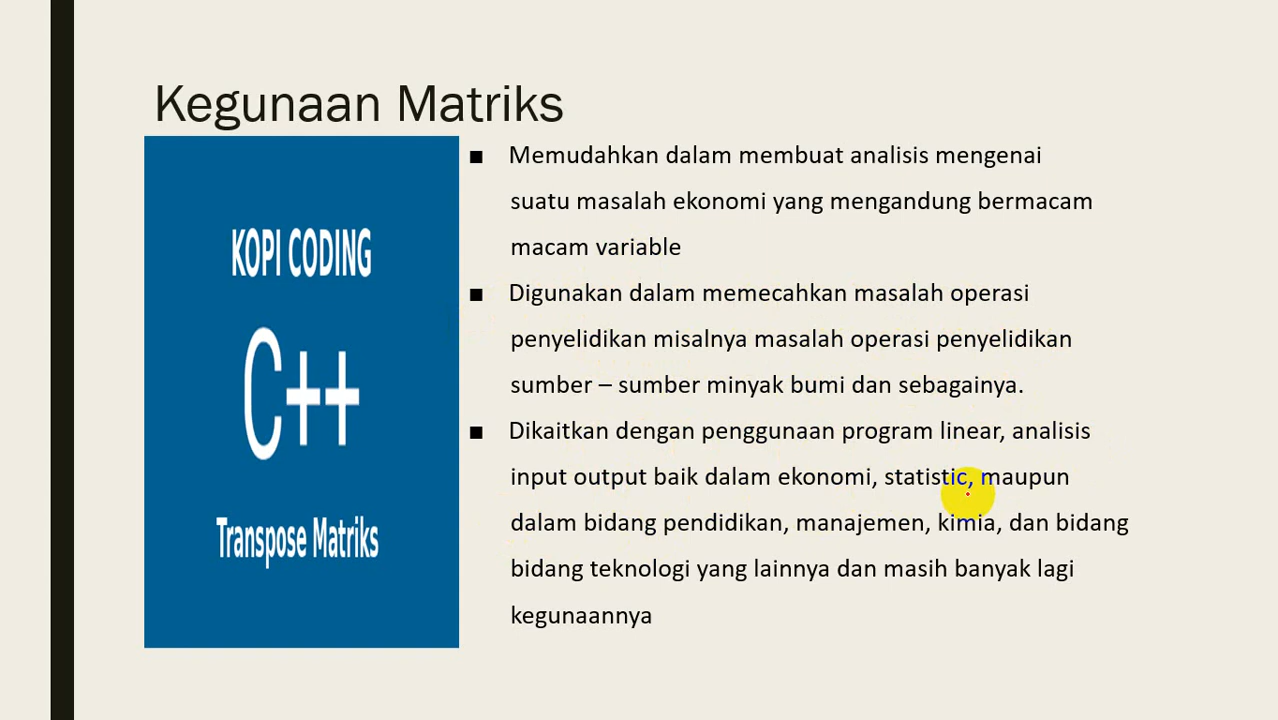 Kegunaan Matriks
KOPI CODING
C++
Transpose Matriks
■ Memudahkan dalam membuat analisis mengenai
suatu masalah ekonomi yang mengandung bermacam
macam variable
■ Digunakan dalam memecahkan masalah operasi
penyelidikan misalnya masalah operasi penyelidikan
sumber – sumber minyak bumi dan sebagainya.
■ Dikaitkan dengan penggunaan program linear, analisis
input output baik dalam ekonomi, statistic, maupun
dalam bidang pendidikan, manajemen, kimia, dan bidang
bidang teknologi yang lainnya dan masih banyak lagi
kegunaannya